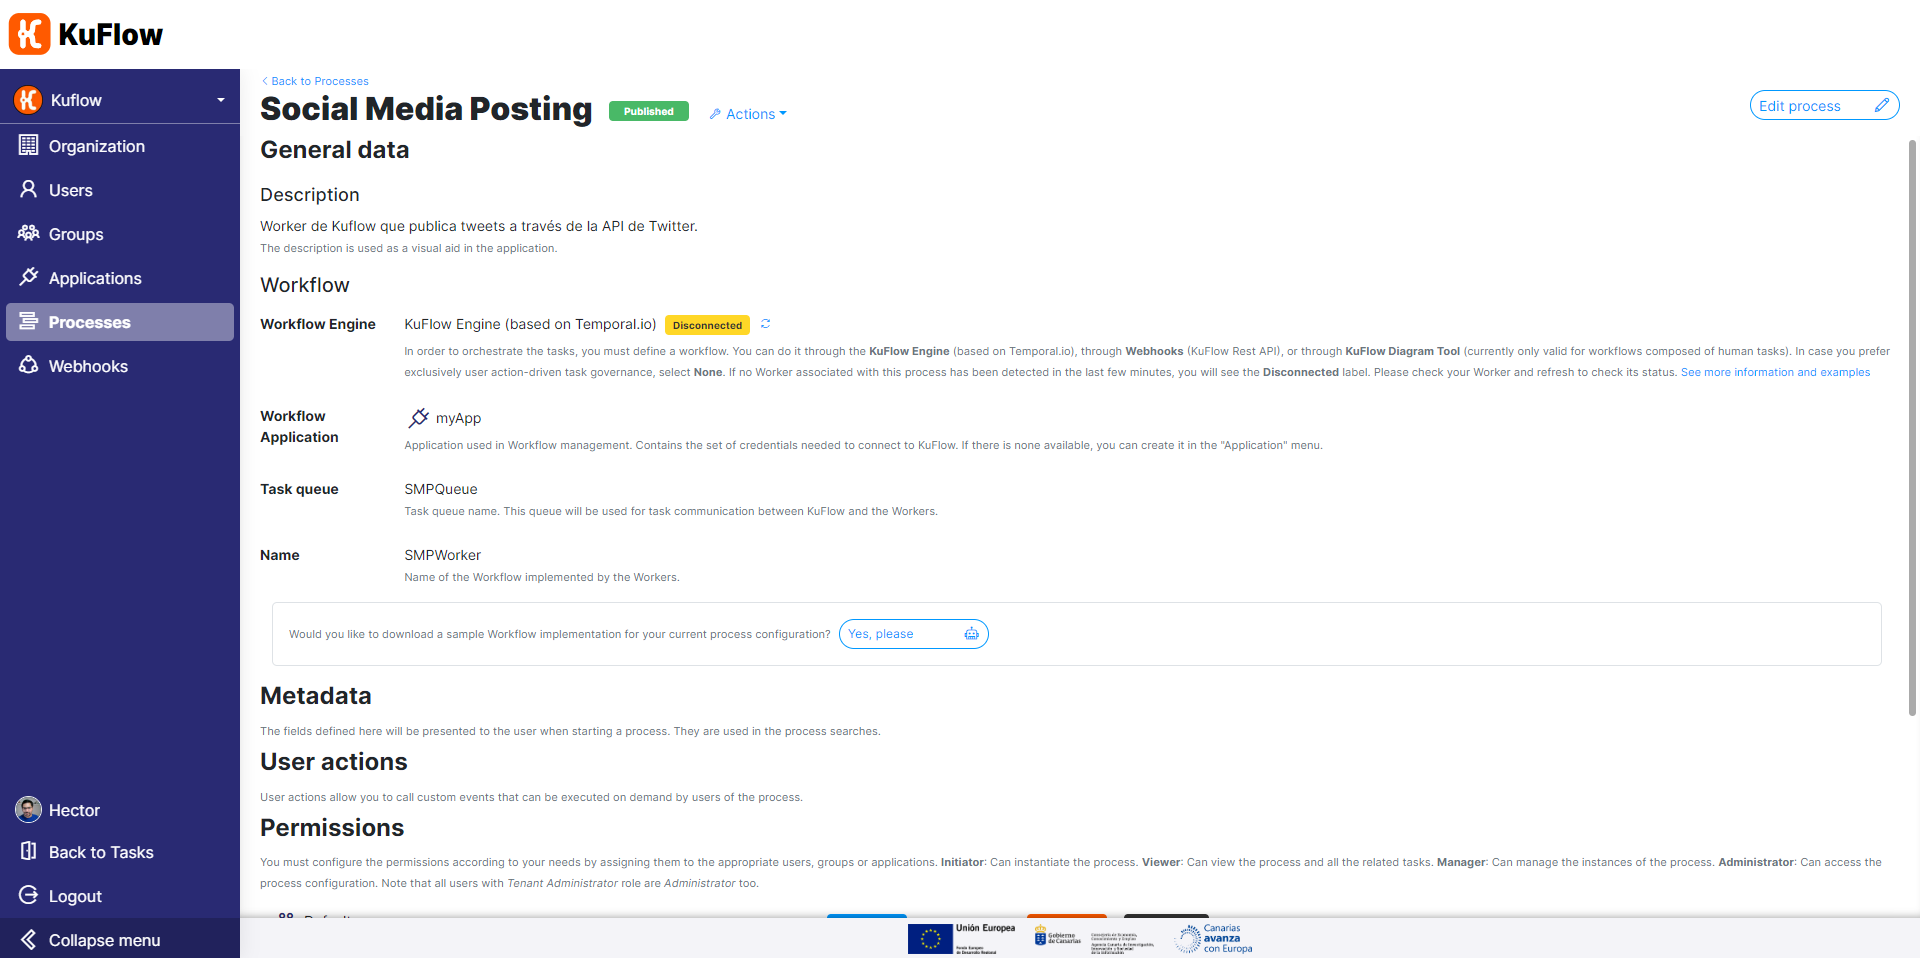 KuFlow
Kuflow
Organization
Users
Groups
Applications
Processes
Webhooks
Hector
Back to Tasks
Logout
Collapse menu
Back to Processes
Social Media Posting
Published
Actions
Edit process
General data
Description
Worker de Kuflow que publica tweets a través de la API de Twitter.
The description is used as a visual aid in the application.
Workflow
Workflow Engine
KuFlow Engine (based on Temporal.io)
Disconnected
In order to orchestrate the tasks, you must define a workflow. You can do it through the KuFlow Engine (based on Temporal.io), through Webhooks (KuFlow Rest API), or through KuFlow Diagram Tool (currently only valid for workflows composed of human tasks). In case you prefer
exclusively user action-driven task governance, select None. If no Worker associated with this process has been detected in the last few minutes, you will see the Disconnected label. Please check your Worker and refresh to check its status. See more information and examples
Workflow
Application
myApp
Application used in Workflow management. Contains the set of credentials needed to connect to KuFlow. If there is none available, you can create it in the "Application" menu.
Task queue
SMPQueue
Task queue name. This queue will be used for task communication between KuFlow and the Workers.
Name
SMPWorker
Name of the Workflow implemented by the Workers.
Would you like to download a sample Workflow implementation for your current process configuration?
Yes, please
Metadata
The fields defined here will be presented to the user when starting a process. They are used in the process searches.
User actions
User actions allow you to call custom events that can be executed on demand by users of the process.
Permissions
You must configure the permissions according to your needs by assigning them to the appropriate users, groups or applications. Initiator: Can instantiate the process. Viewer: Can view the process and all the related tasks. Manager: Can manage the instances of the process. Administrator: Can access the
process configuration. Note that all users with Tenant Administrator role are Administrator too.
Unión Europea
Fondo Europeo
de Desarrollo Regional
Gobierno
de Canarias
Canarias
avanza
con Europa